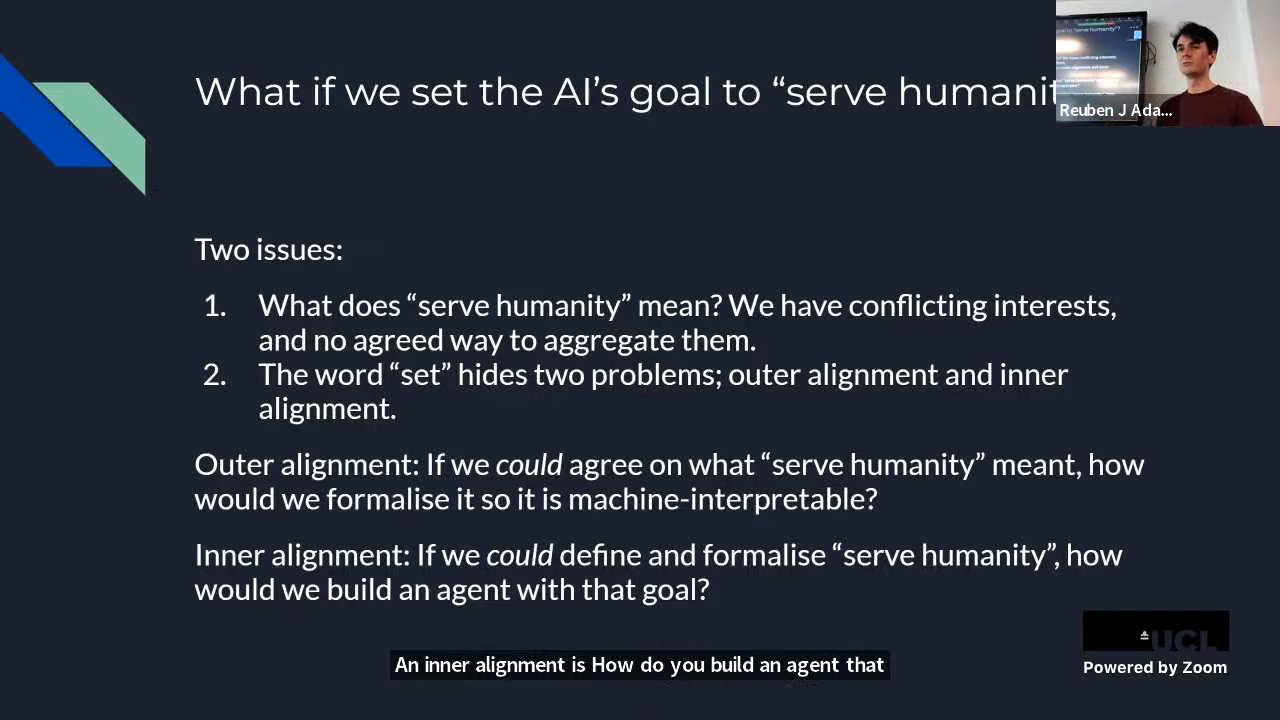 What if we set the AI’s goal to “serve humanit
Reuben J Ada...
Two issues:
1. What does “serve humanity” mean? We have conflicting interests,
and no agreed way to aggregate them.
2. The word “set” hides two problems; outer alignment and inner
alignment.
Outer alignment: If we could agree on what “serve humanity” meant, how
would we formalise it so it is machine-interpretable?
Inner alignment: If we could define and formalise “serve humanity”, how
would we build an agent with that goal?
UCL
An inner alignment is How do you build an agent that
Powered by Zoom